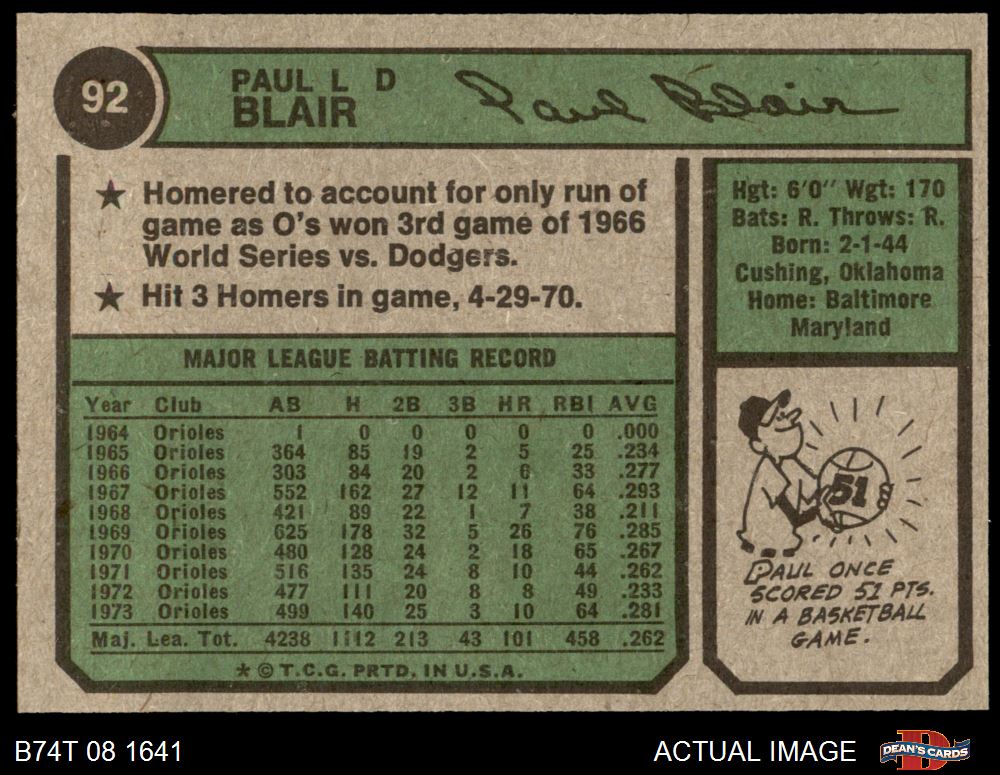 92
PAUL L D
BLAIR
Paul Blair
★ Homered to account for only run of
game as O's won 3rd game of 1966
World Series vs. Dodgers.
★ Hit 3 Homers in game, 4-29-70.
Hgt: 6'0" Wgt: 170
Bats: R. Throws: R.
Born: 2-1-44
Cushing, Oklahoma
Home: Baltimore
Maryland
MAJOR LEAGUE BATTING RECORD
Year Club AB H 2B 3B HR RBI AVG
1964 Orioles 1 0 0 0 0 0 .000
1965 Orioles 364 85 19 2 5 25 .234
1966 Orioles 303 84 20 2 6 33 .277
1967 Orioles 552 162 27 12 11 64 .293
1968 Orioles 421 89 22 1 7 38 .211
1969 Orioles 625 178 32 5 26 76 .285
1970 Orioles 480 128 24 2 18 65 .267
1971 Orioles 516 135 24 8 10 44 .262
1972 Orioles 477 111 20 8 8 49 .233
1973 Orioles 499 140 25 3 10 64 .281
Maj. Lea. Tot. 4238 1112 213 43 101 458 .262
* © T.C.G. PRTD. IN U.S.A.
51
PAUL ONCE
SCORED 51 PTS.
IN A BASKETBALL
GAME.
B74T 08 1641
ACTUAL IMAGE
D
DEAN'S CARDS